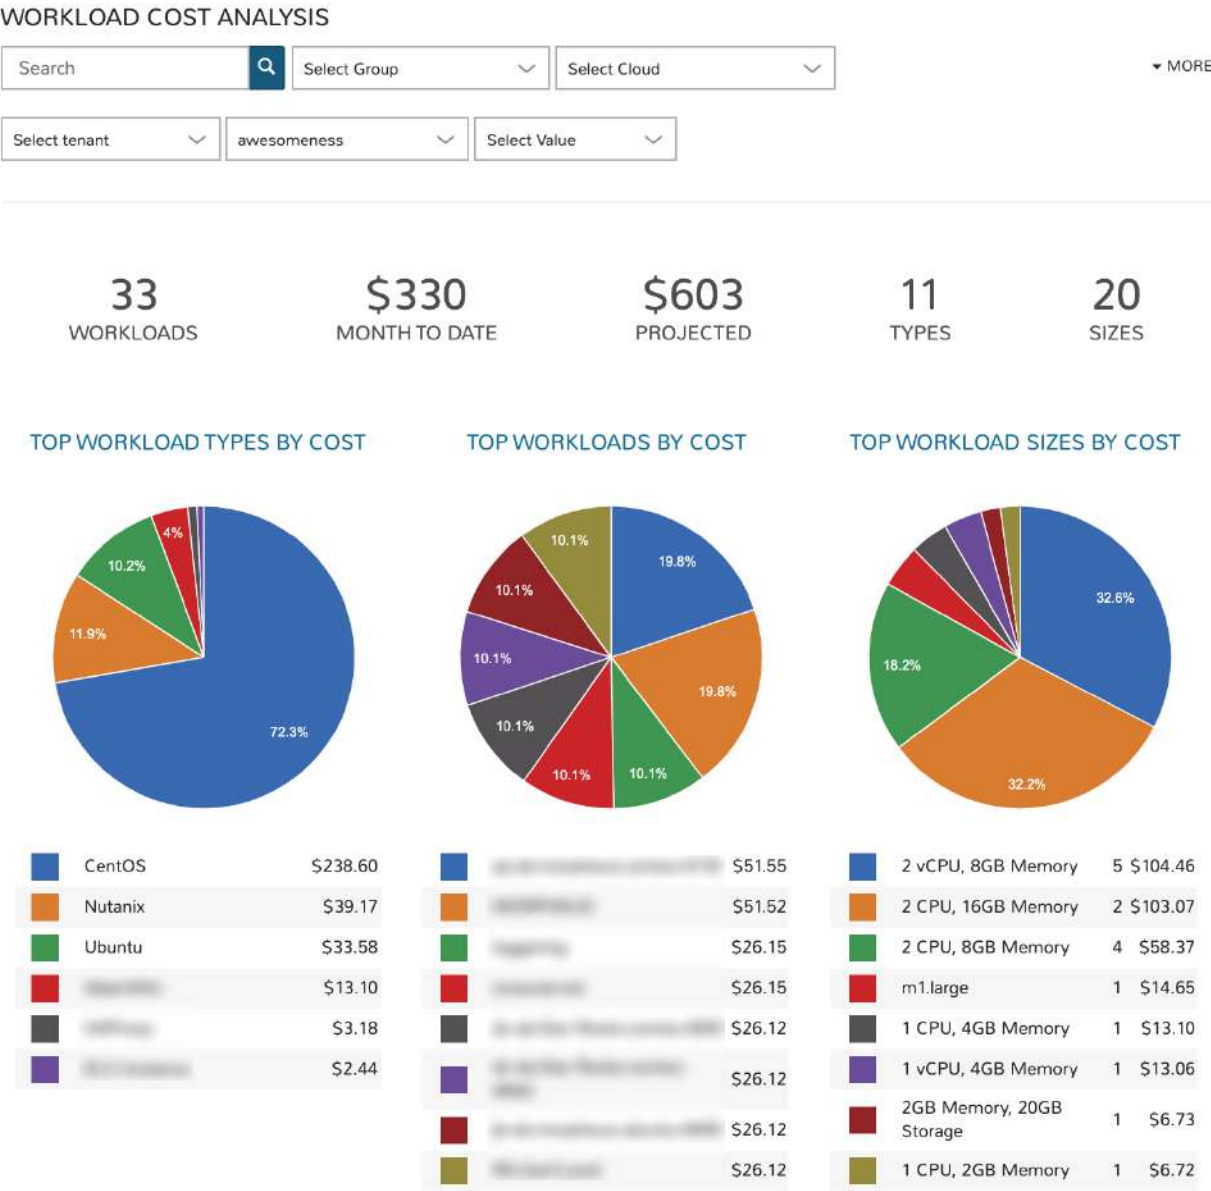 WORKLOAD COST ANALYSIS
Search
Select Group
Select Cloud
MORE
Select tenant
awesomeness
Select Value
33
WORKLOADS
$330
MONTH TO DATE
$603
PROJECTED
11
TYPES
20
SIZES
TOP WORKLOAD TYPES BY COST
72.3%
11.9%
10.2%
4%
CentOS $238.60
Nutanix $39.17
Ubuntu $33.58
$13.10
$3.18
$2.44
TOP WORKLOADS BY COST
19.8%
19.8%
10.1%
10.1%
10.1%
10.1%
10.1%
10.1%
$51.55
$51.52
$26.15
$26.15
$26.12
$26.12
$26.12
$26.12
TOP WORKLOAD SIZES BY COST
32.6%
32.2%
18.2%
2 vCPU, 8GB Memory 5 $104.46
2 CPU, 16GB Memory 2 $103.07
2 CPU, 8GB Memory 4 $58.37
m1.large 1 $14.65
1 CPU, 4GB Memory 1 $13.10
1 vCPU, 4GB Memory 1 $13.06
2GB Memory, 20GB
Storage 1 $6.73
1 CPU, 2GB Memory 1 $6.72